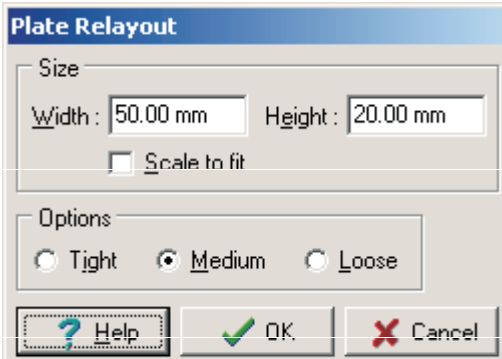 Plate Relayout
Size
Width : 50.00 mm Height : 20.00 mm
Scale to fit
Options
Tight Medium Loose
Help OK Cancel